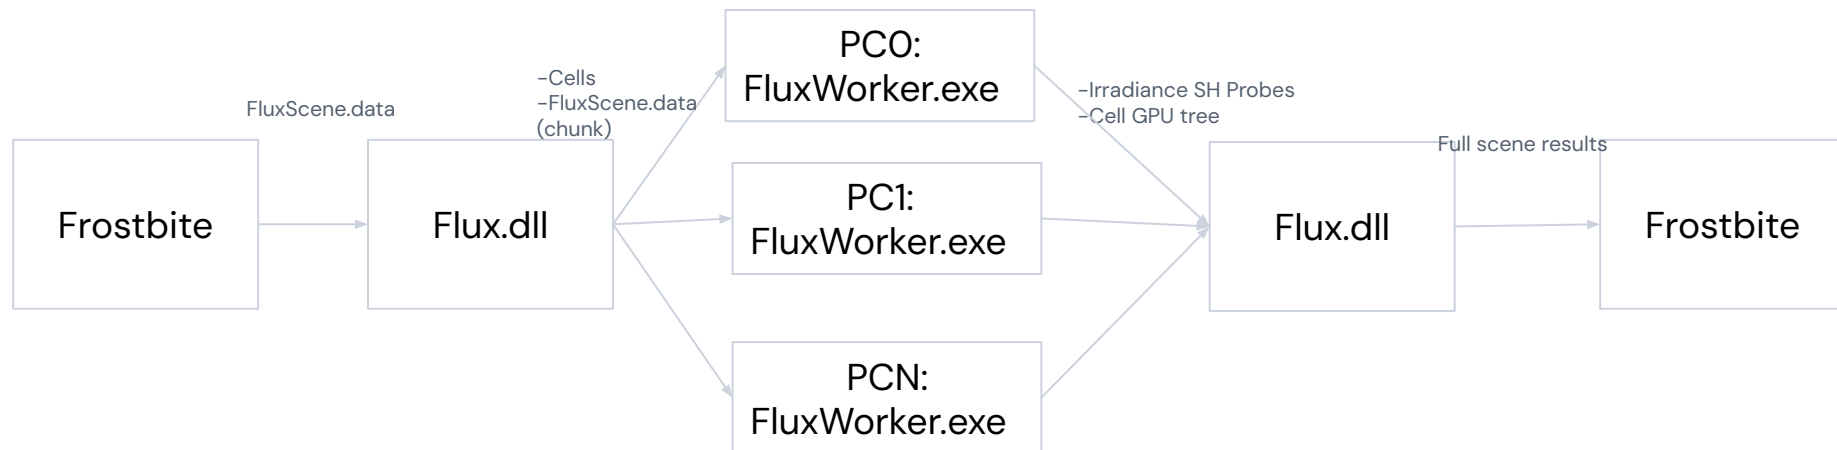 FluxScene.data
-Cells
-FluxScene.data
(chunk)
PC0:
FluxWorker.exe
-Irradiance SH Probes
-Cell GPU tree
Full scene results
Frostbite
Flux.dll
PC1:
FluxWorker.exe
Flux.dll
Frostbite
PCN:
FluxWorker.exe